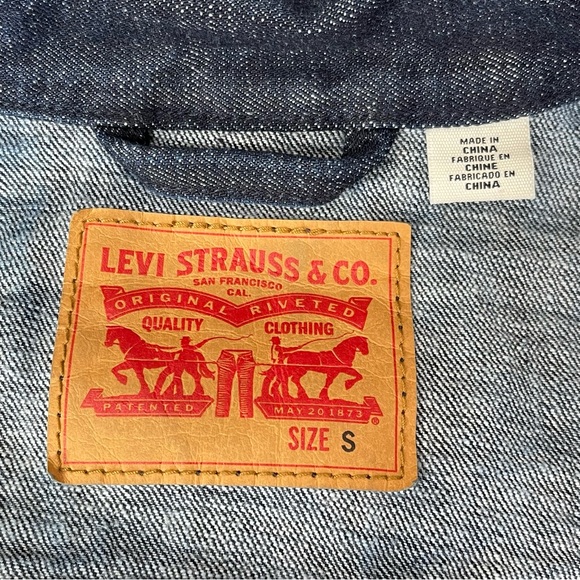 MADE IN
CHINA
FABRIQUE EN
CHINE
FABRICADO EN
CHINA
LEVI STRAUSS & CO.
SAN FRANCISCO
CAL.
ORIGINAL RIVETED
QUALITY CLOTHING
PATENTED MAY 20 1873 ®
SIZE S